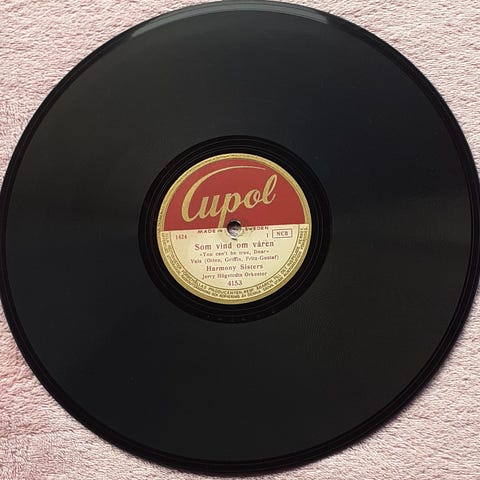 Cupol
MADE IN SWEDEN
1424 1 NCB
Som vind om våren
»You can't be true, Dear»
Vals (Otten, Griffin, Fritz-Gustaf)
Harmony Sisters
Jerry Högstedts Orkester
4153